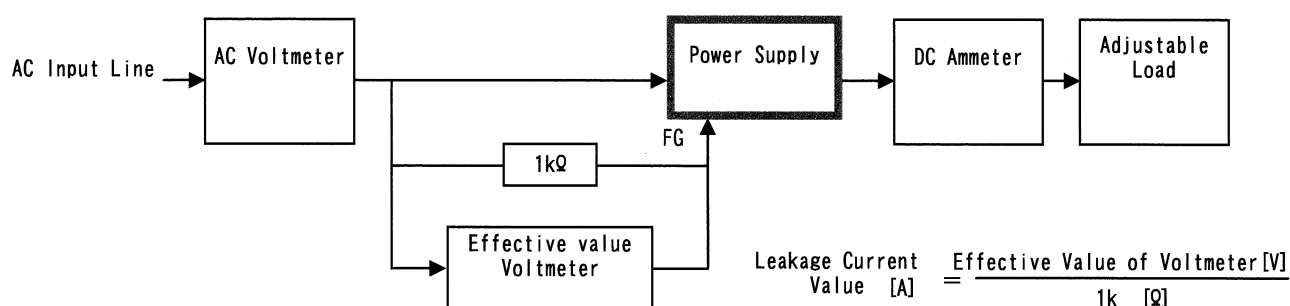 AC Input Line
AC Voltmeter
Power Supply
DC Ammeter
Adjustable
Load
FG
1kΩ
Effective value
Voltmeter
Leakage Current
Value [A]
=
Effective Value of Voltmeter[V]
1k [Ω]